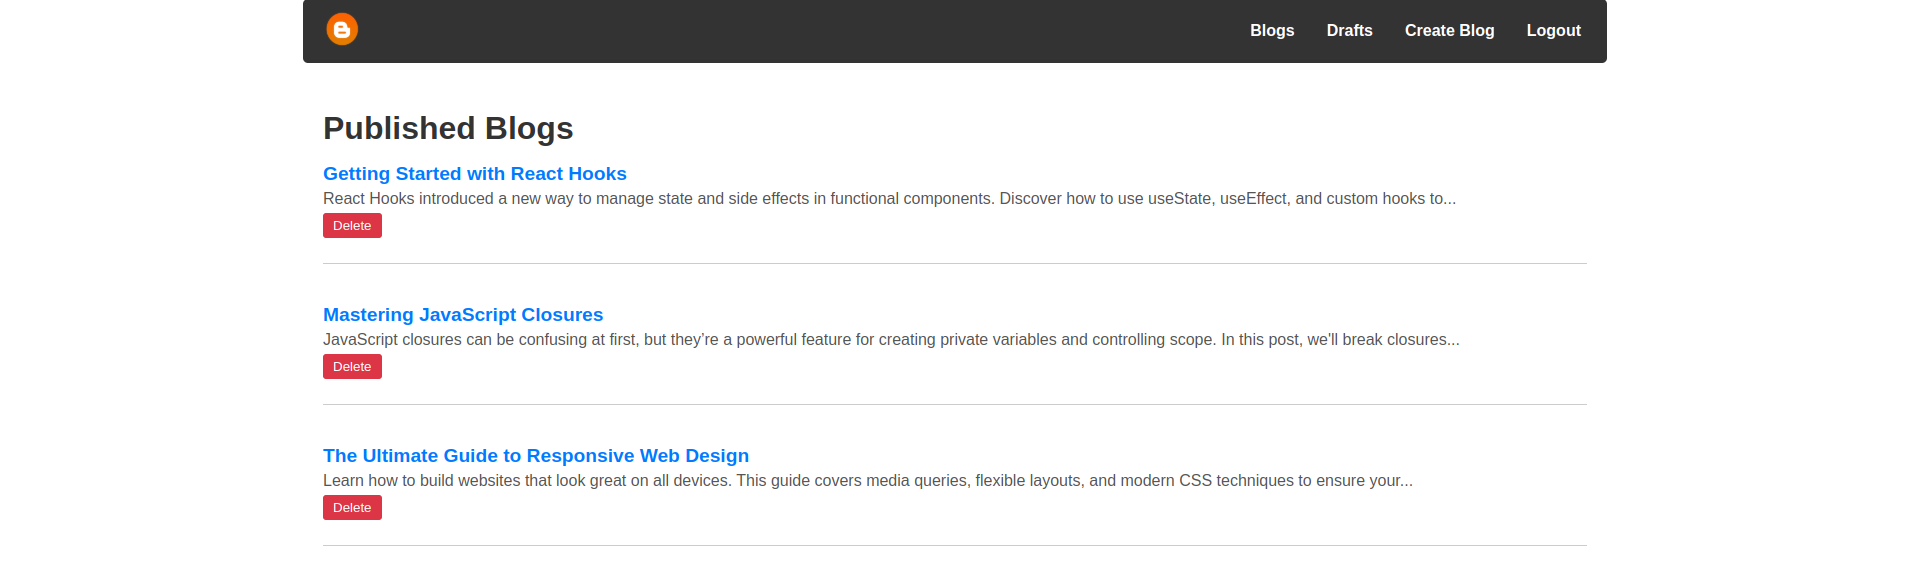 Blogs Drafts Create Blog Logout
Published Blogs
Getting Started with React Hooks
React Hooks introduced a new way to manage state and side effects in functional components. Discover how to use useState, useEffect, and custom hooks to...
Delete
Mastering JavaScript Closures
JavaScript closures can be confusing at first, but they’re a powerful feature for creating private variables and controlling scope. In this post, we'll break closures...
Delete
The Ultimate Guide to Responsive Web Design
Learn how to build websites that look great on all devices. This guide covers media queries, flexible layouts, and modern CSS techniques to ensure your...
Delete